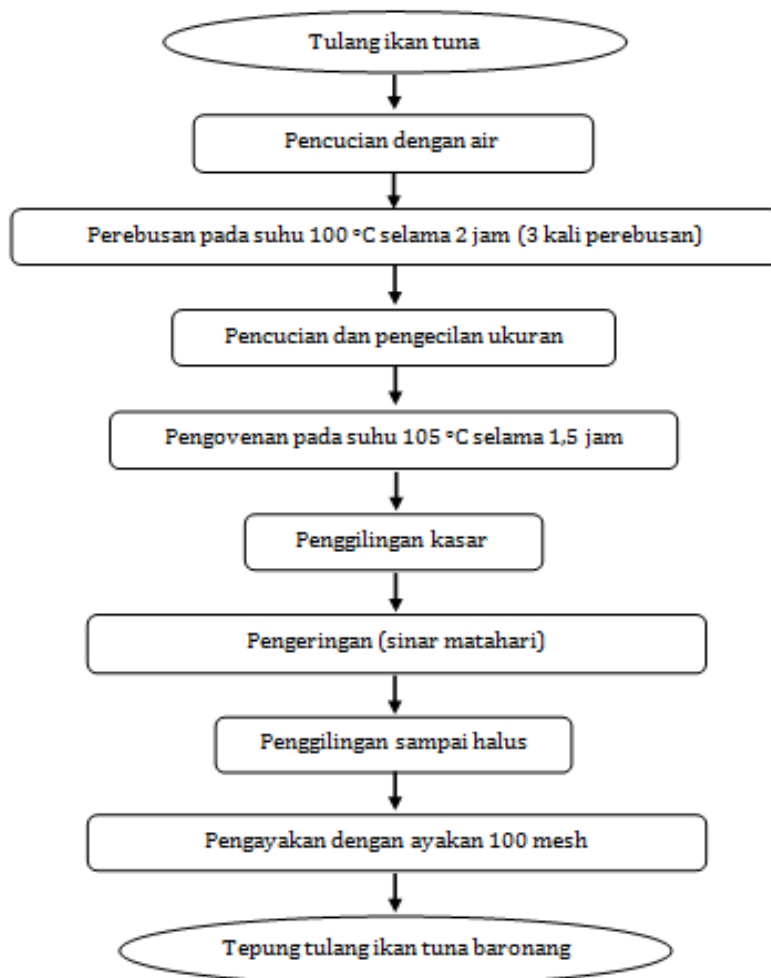 Tulang ikan tuna
Pencucian dengan air
Perebusan pada suhu 100 °C selama 2 jam (3 kali perebusan)
Pencucian dan pengecilan ukuran
Pengovenan pada suhu 105 °C selama 1,5 jam
Penggilingan kasar
Pengeringan (sinar matahari)
Penggilingan sampai halus
Pengayakan dengan ayakan 100 mesh
Tepung tulang ikan tuna baronang